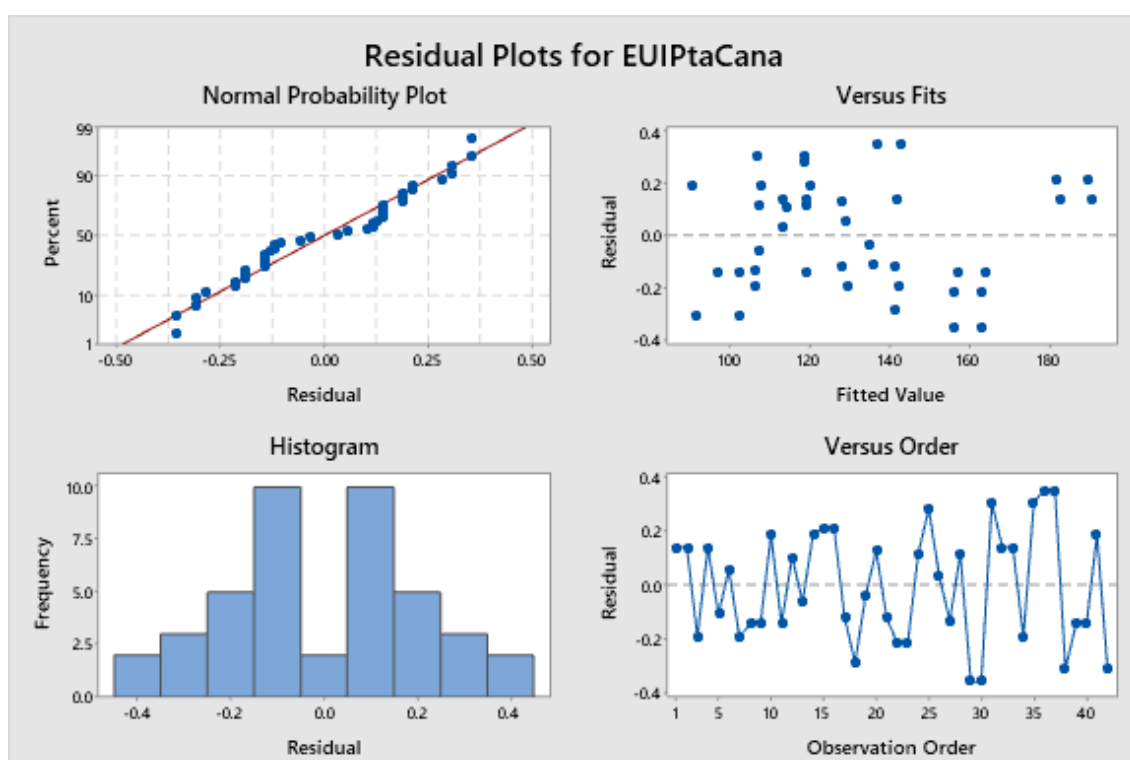 Residual Plots for EUIPtaCana
Normal Probability Plot
99
90
50
10
1
Percent
-0.50 -0.25 0.00 0.25 0.50
Residual
Versus Fits
0.4
0.2
0.0
-0.2
-0.4
Residual
100 120 140 160 180
Fitted Value
Histogram
10.0
7.5
5.0
2.5
0.0
Frequency
-0.4 -0.2 0.0 0.2 0.4
Residual
Versus Order
0.4
0.2
0.0
-0.2
-0.4
Residual
1 5 10 15 20 25 30 35 40
Observation Order